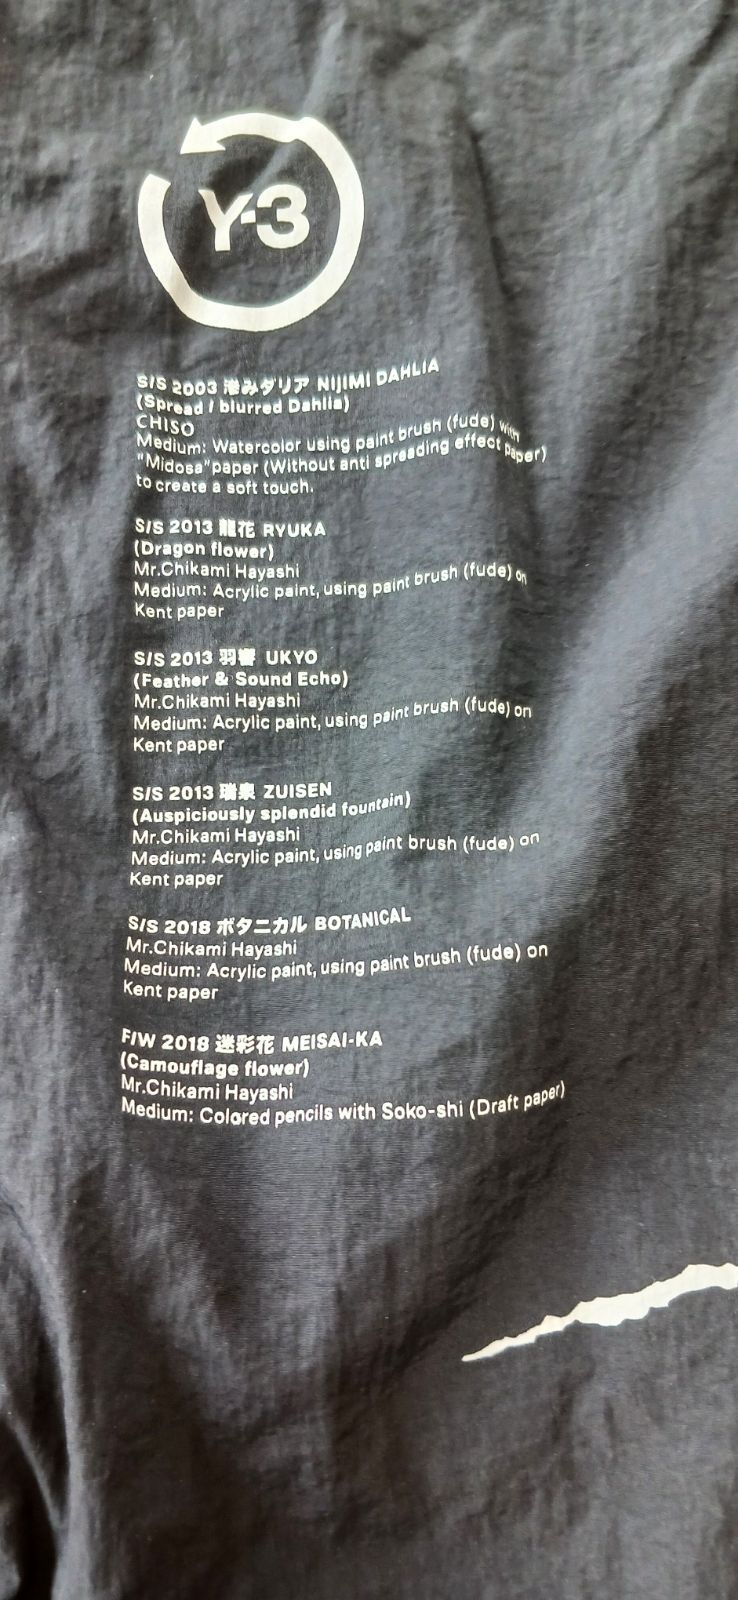 Y-3
S/S 2003 滲みダリア NIJIMI DAHLIA
(Spread / blurred Dahlia)
CHISO
Medium: Watercolor using paint brush (fude) with
"Midosa"paper (Without anti spreading effect paper)
to create a soft touch.
S/S 2013 龍花 RYUKA
(Dragon flower)
Mr.Chikami Hayashi
Medium: Acrylic paint, using paint brush (fude) on
Kent paper
S/S 2013 羽響 UKYO
(Feather & Sound Echo)
Mr.Chikami Hayashi
Medium: Acrylic paint, using paint brush (fude) on
Kent paper
S/S 2013 瑞泉 ZUISEN
(Auspiciously splendid fountain)
Mr.Chikami Hayashi
Medium: Acrylic paint, using paint brush (fude) on
Kent paper
S/S 2018 ボタニカル BOTANICAL
Mr.Chikami Hayashi
Medium: Acrylic paint, using paint brush (fude) on
Kent paper
F/W 2018 迷彩花 MEISAI-KA
(Camouflage flower)
Mr.Chikami Hayashi
Medium: Colored pencils with Soko-shi (Draft paper)